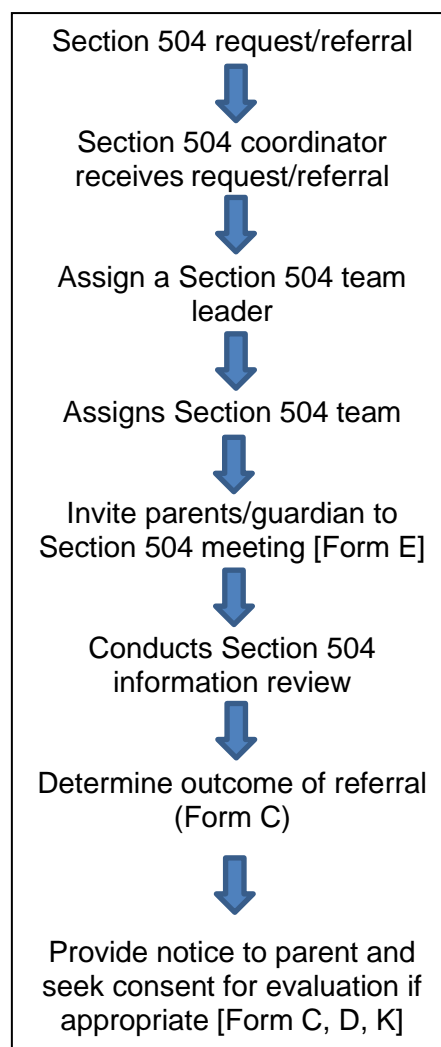 Section 504 request/referral
Section 504 coordinator
receives request/referral
Assign a Section 504 team
leader
Assigns Section 504 team
Invite parents/guardian to
Section 504 meeting [Form E]
Conducts Section 504
information review
Determine outcome of referral
(Form C)
Provide notice to parent and
seek consent for evaluation if
appropriate [Form C, D, K]